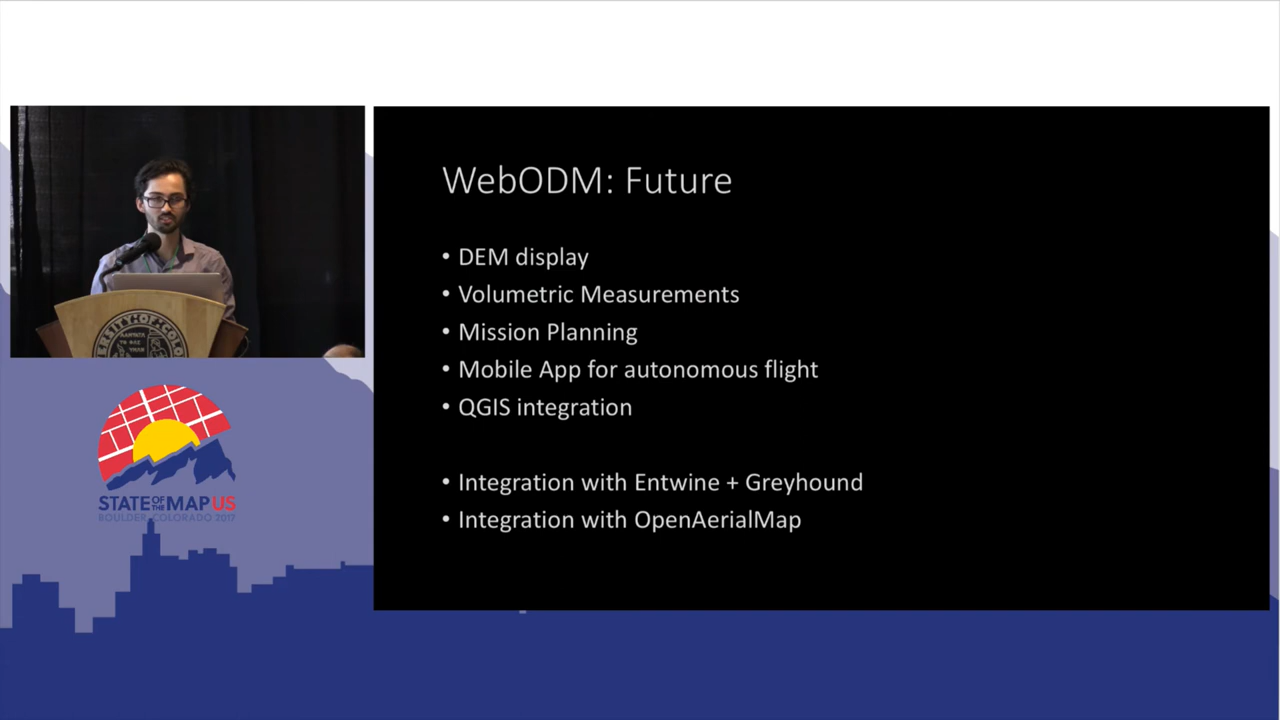 WebODM: Future
• DEM display
• Volumetric Measurements
• Mission Planning
• Mobile App for autonomous flight
• QGIS integration
• Integration with Entwine + Greyhound
• Integration with OpenAerialMap
STATE OF THE MAP US
BOULDER, COLORADO 2017